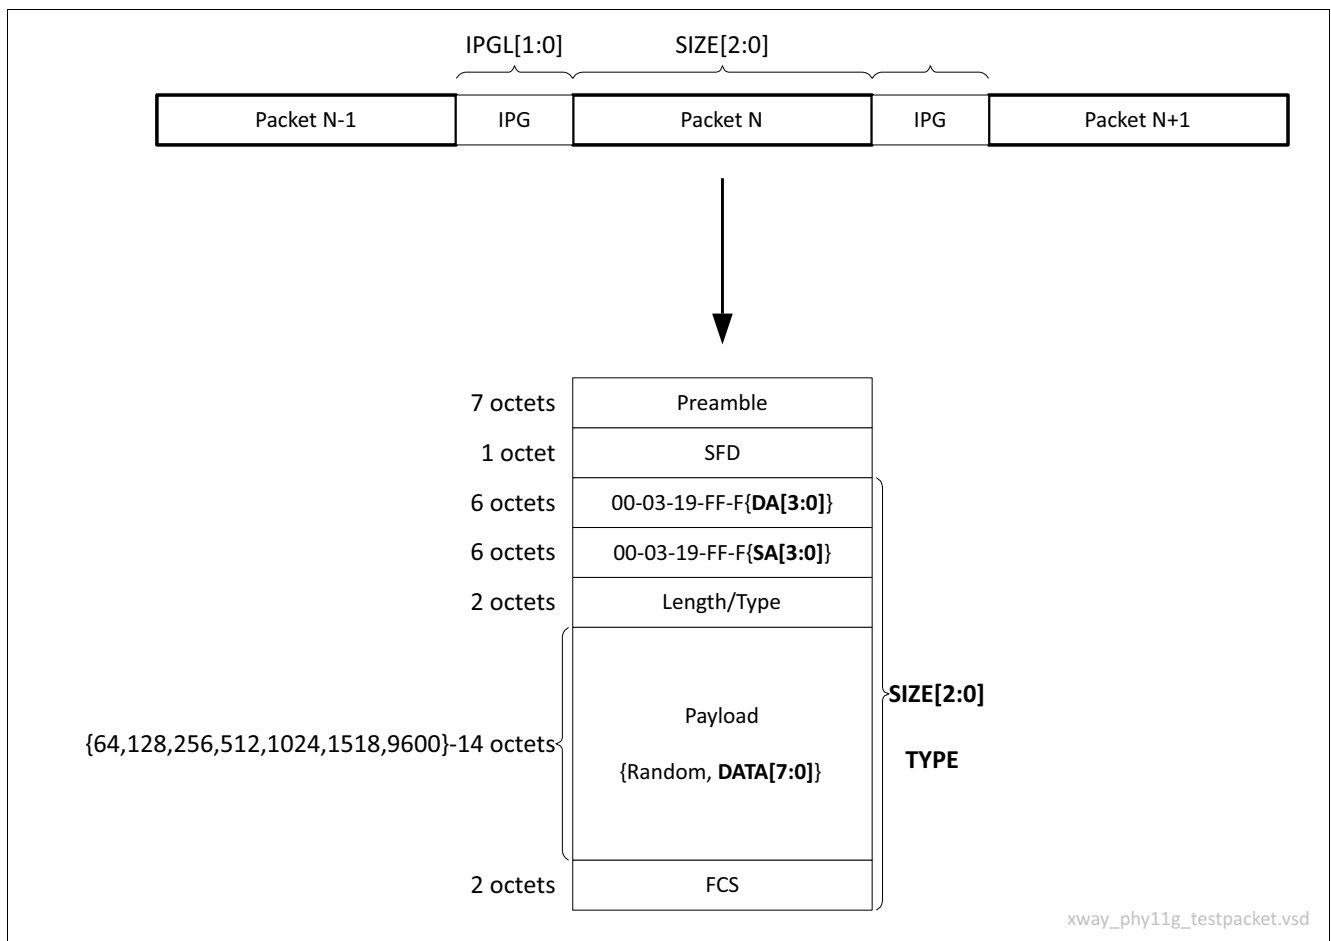 IPGL[1:0] SIZE[2:0]
Packet N-1 IPG Packet N IPG Packet N+1
7 octets Preamble
1 octet SFD
6 octets 00-03-19-FF-F{DA[3:0]}
6 octets 00-03-19-FF-F{SA[3:0]}
2 octets Length/Type
SIZE[2:0]
Payload
{64,128,256,512,1024,1518,9600}-14 octets
TYPE
{Random, DATA[7:0]}
2 octets FCS
xway_phy11g_testpacket.vsd